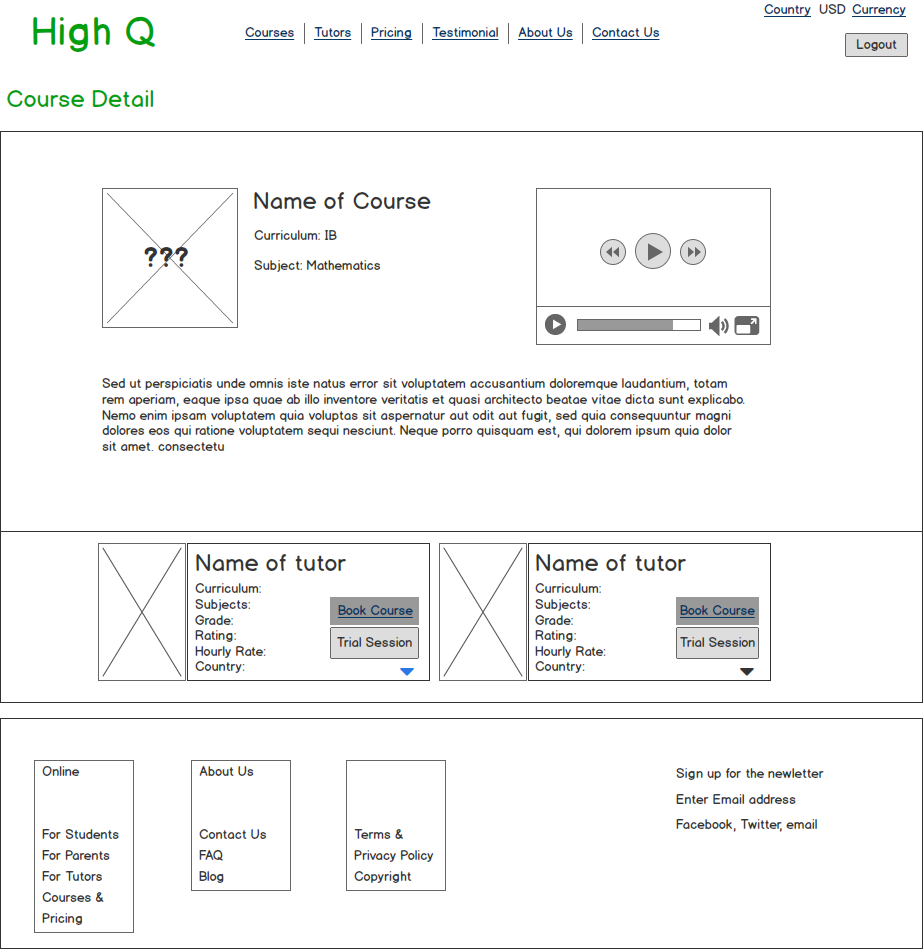 Country USD Currency
High Q
Courses Tutors Pricing Testimonial About Us Contact Us
Logout
Course Detail
???
Name of Course
Curriculum: IB
Subject: Mathematics
Sed ut perspiciatis unde omnis iste natus error sit voluptatem accusantium doloremque laudantium, totam
rem aperiam, eaque ipsa quae ab illo inventore veritatis et quasi architecto beatae vitae dicta sunt explicabo.
Nemo enim ipsam voluptatem quia voluptas sit aspernatur aut odit aut fugit, sed quia consequuntur magni
dolores eos qui ratione voluptatem sequi nesciunt. Neque porro quisquam est, qui dolorem ipsum quia dolor
sit amet. consectetu
Name of tutor
Curriculum:
Subjects:
Grade:
Rating:
Hourly Rate:
Country:
Book Course
Trial Session
Name of tutor
Curriculum:
Subjects:
Grade:
Rating:
Hourly Rate:
Country:
Book Course
Trial Session
Online
For Students
For Parents
For Tutors
Courses &
Pricing
About Us
Contact Us
FAQ
Blog
Terms &
Privacy Policy
Copyright
Sign up for the newletter
Enter Email address
Facebook, Twitter, email